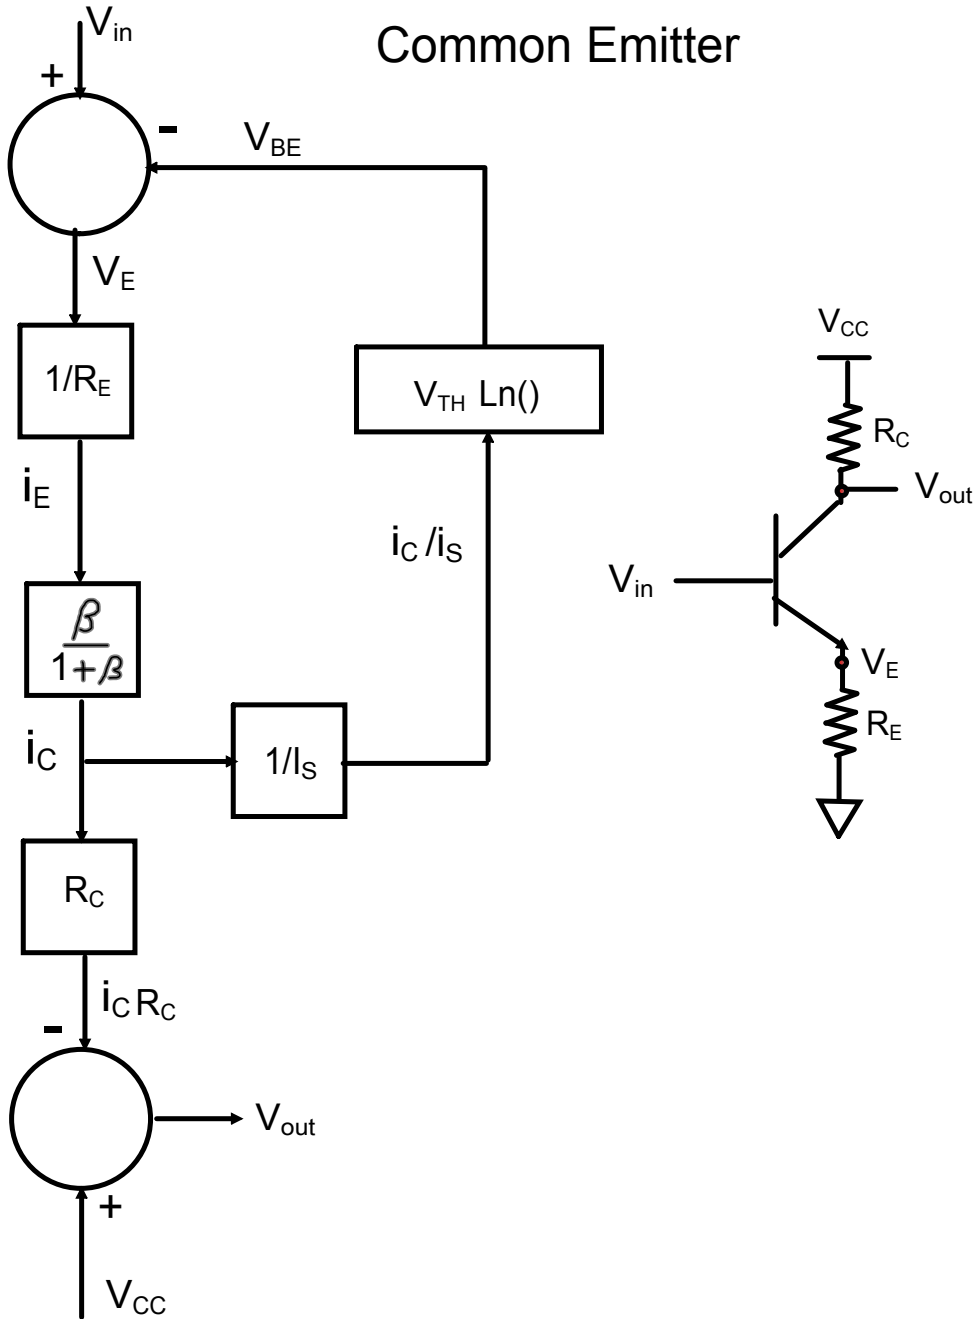 Common Emitter
V_in
+
-
V_BE
V_E
1/R_E
V_TH Ln()
i_E
i_C /i_S
β
1+β
i_C
1/I_S
R_C
i_C R_C
-
V_out
+
V_CC
V_CC
R_C
V_out
V_in
V_E
R_E